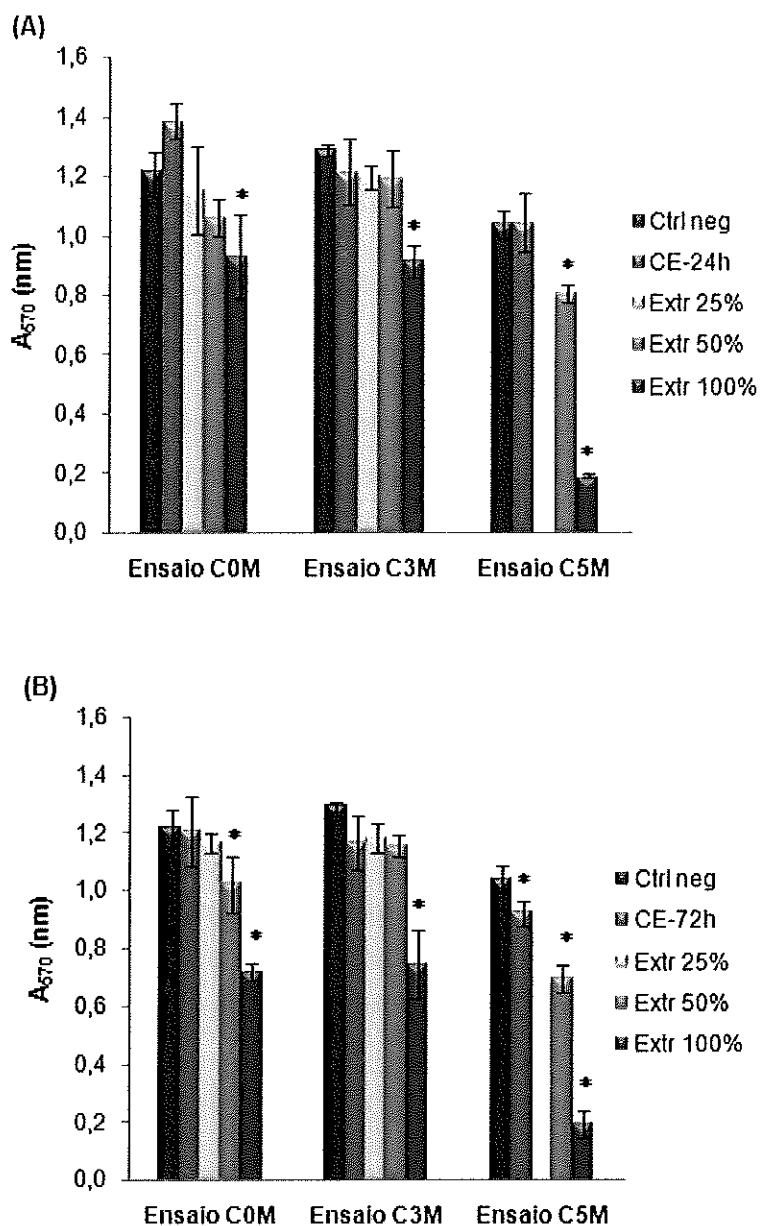 (A)
1,6
1,4
1,2
1,0
0,8
0,6
0,4
0,2
0,0
A570 (nm)
* * * *
Ensaio C0M Ensaio C3M Ensaio C5M
Ctrl neg
CE-24h
Extr 25%
Extr 50%
Extr 100%
(B)
1,6
1,4
1,2
1,0
0,8
0,6
0,4
0,2
0,0
A570 (nm)
* * * * * *
Ensaio C0M Ensaio C3M Ensaio C5M
Ctrl neg
CE-72h
Extr 25%
Extr 50%
Extr 100%